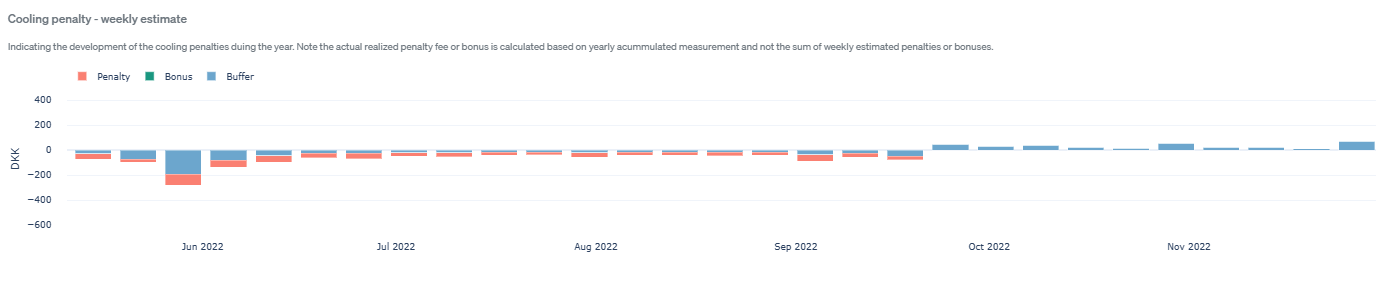 Cooling penalty - weekly estimate
Indicating the development of the cooling penalties duing the year. Note the actual realized penalty fee or bonus is calculated based on yearly acummulated measurement and not the sum of weekly estimated penalties or bonuses.
Penalty Bonus Buffer
400
200
0
−200
−400
−600
DKK
Jun 2022 Jul 2022 Aug 2022 Sep 2022 Oct 2022 Nov 2022